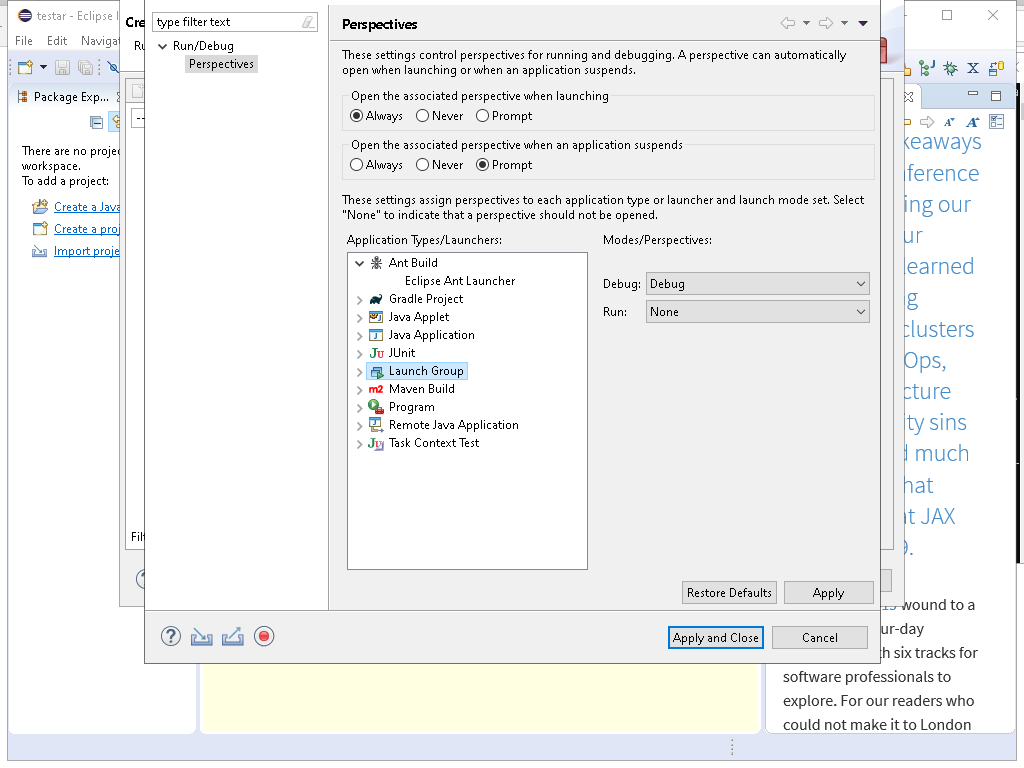 testar - Eclipse I
File Edit Navigat
Package Exp...
There are no projec
workspace.
To add a project:
Create a Java
Create a proj
Import proje
Cre
Ru
Filt
type filter text
Run/Debug
Perspectives
Perspectives
These settings control perspectives for running and debugging. A perspective can automatically
open when launching or when an application suspends.
Open the associated perspective when launching
Always Never Prompt
Open the associated perspective when an application suspends
Always Never Prompt
These settings assign perspectives to each application type or launcher and launch mode set. Select
"None" to indicate that a perspective should not be opened.
Application Types/Launchers:
Ant Build
Eclipse Ant Launcher
Gradle Project
Java Applet
Java Application
JUnit
Launch Group
Maven Build
Program
Remote Java Application
Task Context Test
Modes/Perspectives:
Debug: Debug
Run: None
Restore Defaults Apply
Apply and Close Cancel
keaways
ference
ing our
ur
learned
g
clusters
Ops,
cture
ty sins
d much
hat
at JAX
9.
wound to a
ur-day
h six tracks for
software professionals to
explore. For our readers who
could not make it to London